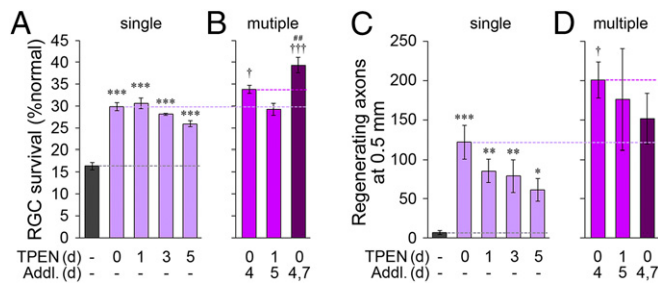 A single B mutiple C single D multiple
RGC survival (%normal)
45
40
35
30
25
20
15
10
5
0
*** *** *** ***
† ## †††
TPEN (d) - 0 1 3 5 0 1 0
Addl. (d) - - - - - 4 5 4,7
Regenerating axons
at 0.5 mm
250
200
150
100
50
0
*** ** ** *
†
TPEN (d) - 0 1 3 5 0 1 0
Addl. (d) - - - - - 4 5 4,7